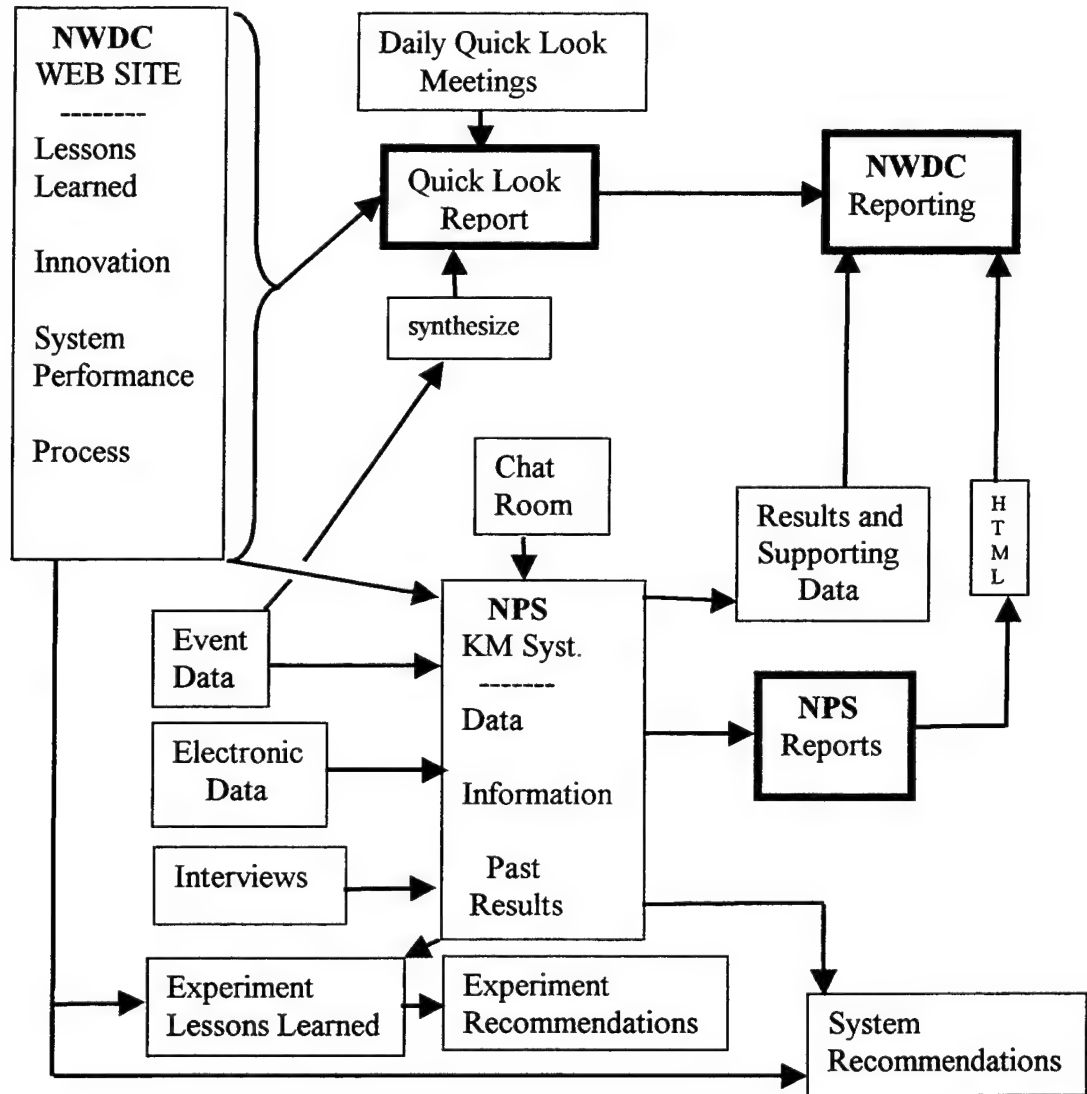 NWDC
WEB SITE
--------
Lessons
Learned
Innovation
System
Performance
Process
Daily Quick Look
Meetings
Quick Look
Report
synthesize
NWDC
Reporting
Chat
Room
Results and
Supporting
Data
H
T
M
L
Event
Data
Electronic
Data
Interviews
NPS
KM Syst.
-------
Data
Information
Past
Results
NPS
Reports
Experiment
Lessons Learned
Experiment
Recommendations
System
Recommendations